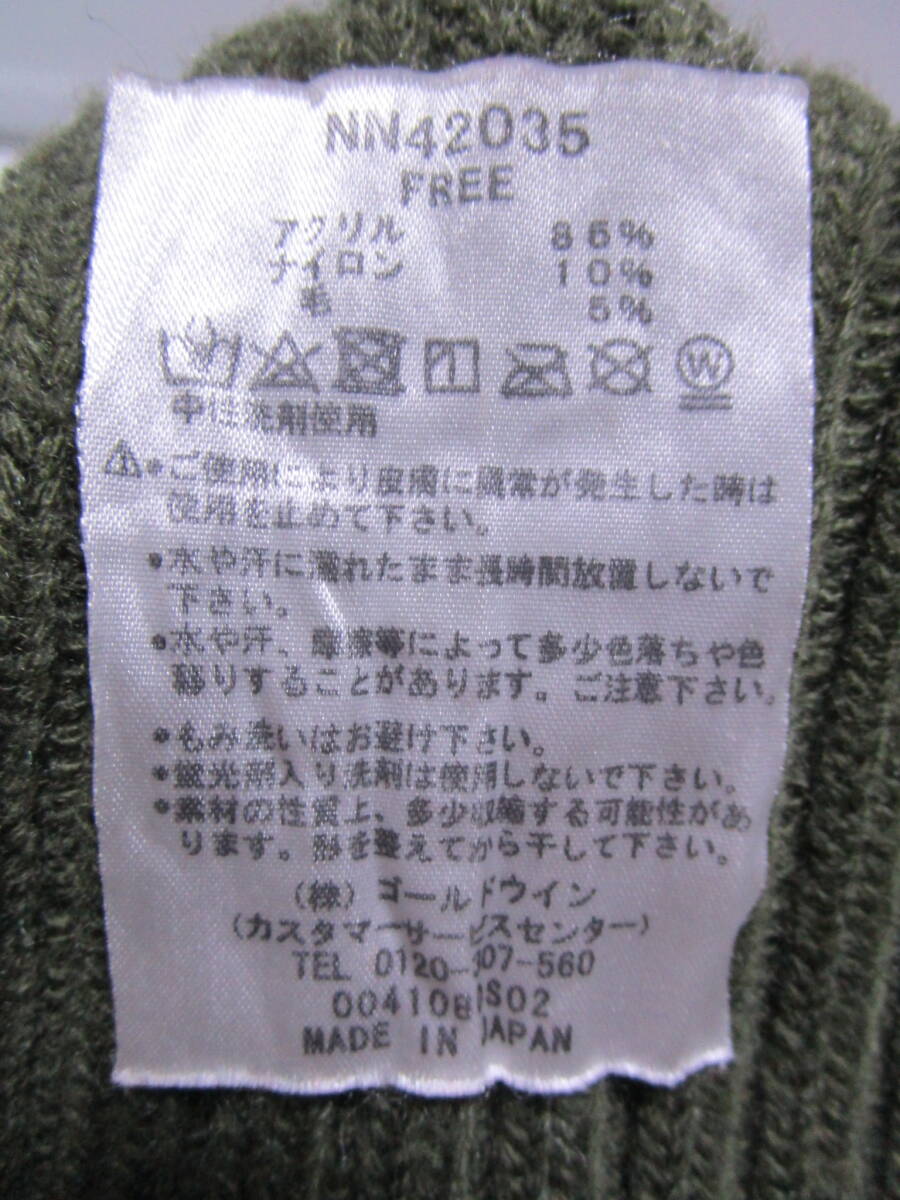 NN42035
FREE
アクリル 85%
ナイロン 10%
毛 5%
W
中性洗剤使用
•ご使用により皮膚に異常が発生した時は
使用を止めて下さい。
•水や汗に濡れたまま長時間放置しないで
下さい。
•水や汗、摩擦等によって多少色落ちや色
移りすることがあります。ご注意下さい。
•もみ洗いはお避け下さい。
•蛍光剤入り洗剤は使用しないで下さい。
•素材の性質上、多少収縮する可能性があ
ります。形を整えてから干して下さい。
(株)ゴールドウイン
(カスタマーサービスセンター)
TEL 0120-307-560
MADE IN JAPAN